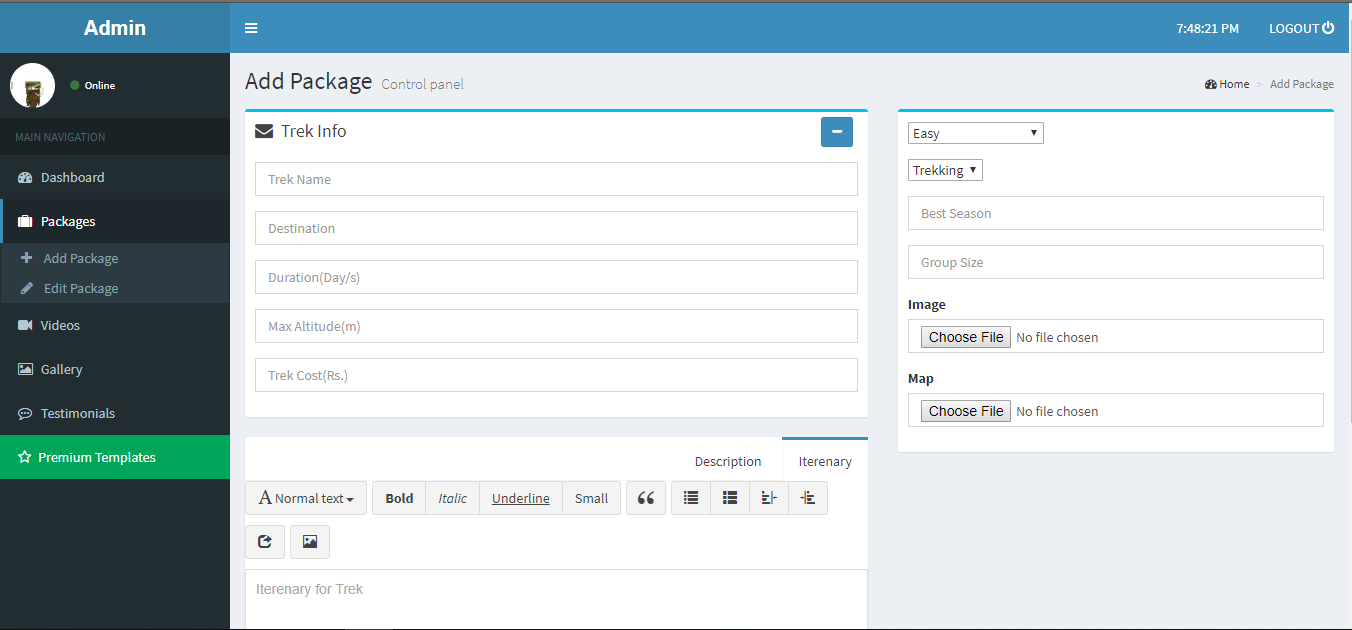 Admin
7:48:21 PM LOGOUT
Online
MAIN NAVIGATION
Dashboard
Packages
Add Package
Edit Package
Videos
Gallery
Testimonials
Premium Templates
Add Package Control panel
Home > Add Package
Trek Info
Trek Name
Destination
Duration(Day/s)
Max Altitude(m)
Trek Cost(Rs.)
Easy
Trekking
Best Season
Group Size
Image
Choose File No file chosen
Map
Choose File No file chosen
Description Iterenary
A Normal text Bold Italic Underline Small
Iterenary for Trek